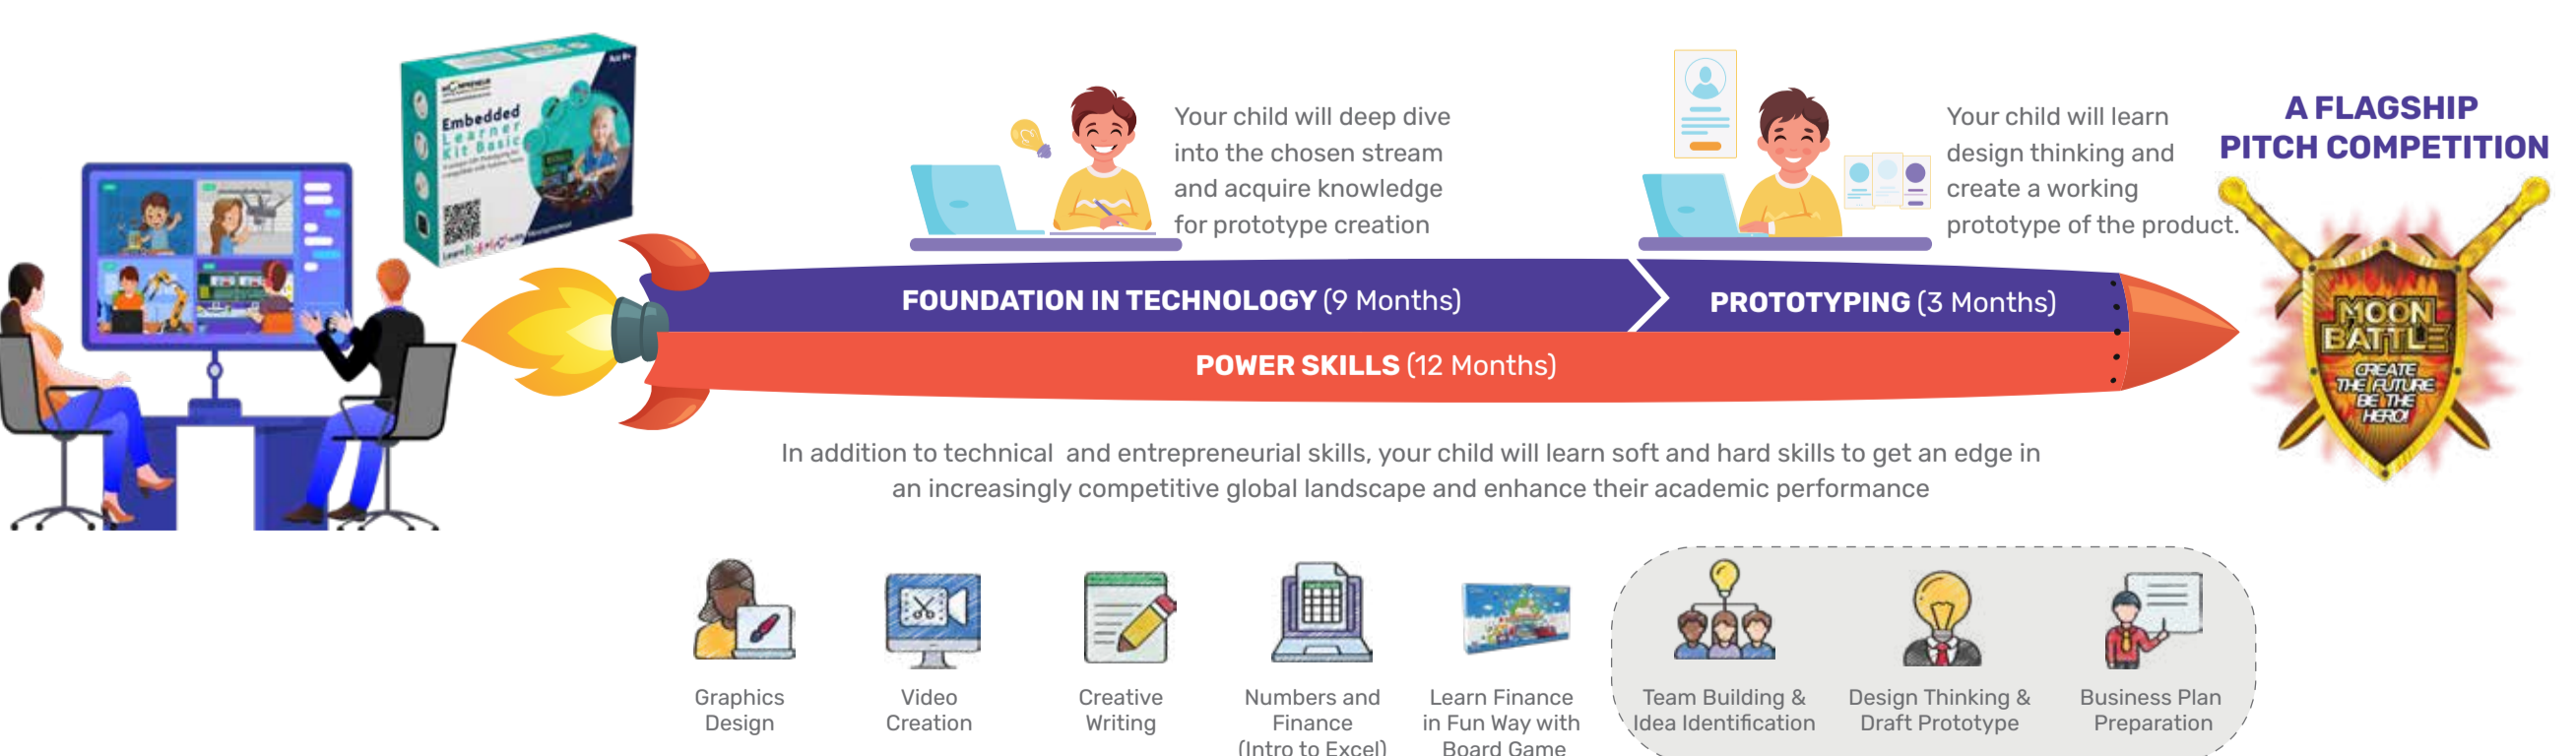 Age 8+
Embedded
Learner
Kit Basic
Your child will deep dive
into the chosen stream
and acquire knowledge
for prototype creation
Your child will learn
design thinking and
create a working
prototype of the product.
A FLAGSHIP
PITCH COMPETITION
MOON
BATTLE
CREATE
THE FUTURE
BE THE
HERO!
FOUNDATION IN TECHNOLOGY (9 Months)
PROTOTYPING (3 Months)
POWER SKILLS (12 Months)
In addition to technical and entrepreneurial skills, your child will learn soft and hard skills to get an edge in
an increasingly competitive global landscape and enhance their academic performance
Graphics
Design
Video
Creation
Creative
Writing
Numbers and
Finance
(Intro to Excel)
Learn Finance
in Fun Way with
Board Game
Team Building &
Idea Identification
Design Thinking &
Draft Prototype
Business Plan
Preparation